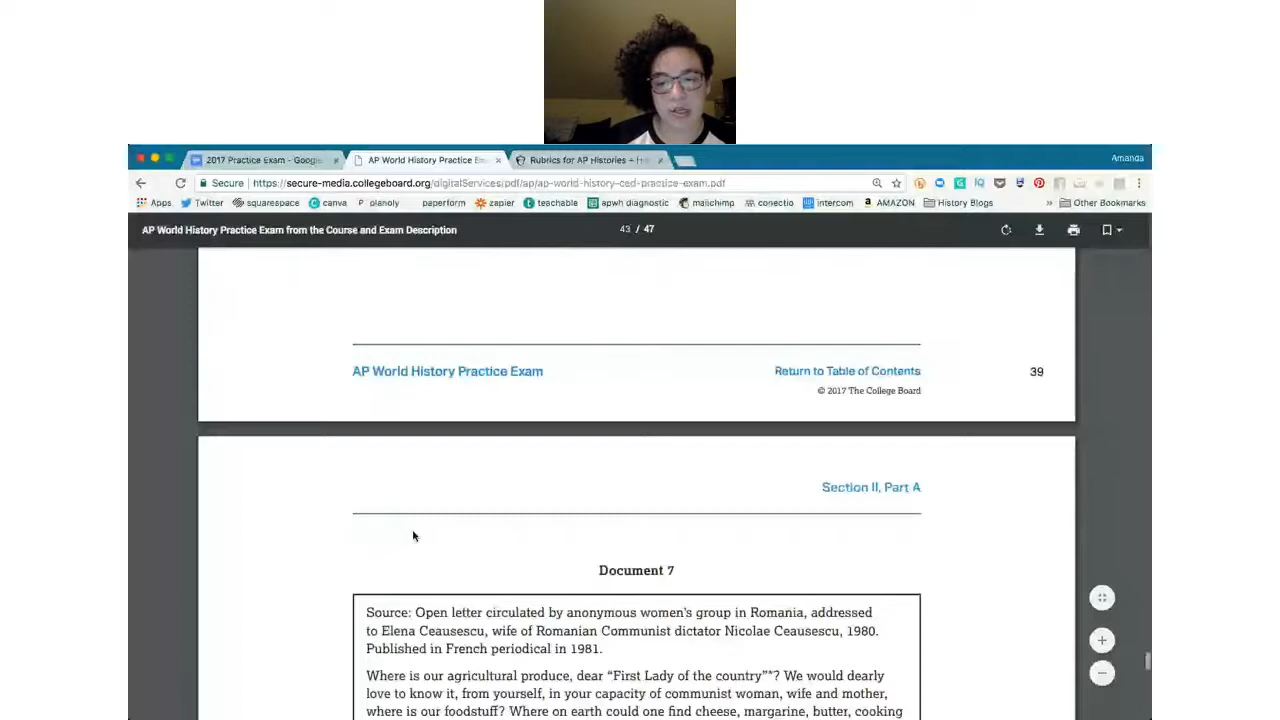 2017 Practice Exam - Google
AP World History Practice Ex
Rubrics for AP Histories + H
Amanda
Secure
https://secure-media.collegeboard.org/digitalServices/pdf/ap/ap-world-history-ced-practice-exam.pdf
Apps
Twitter
squarespace
canva
planoly
paperform
zapier
teachable
apwh diagnostic
mailchimp
conectio
intercom
AMAZON
History Blogs
Other Bookmarks
AP World History Practice Exam from the Course and Exam Description
43 / 47
AP World History Practice Exam
Return to Table of Contents
39
© 2017 The College Board
Section II, Part A
Document 7
Source: Open letter circulated by anonymous women's group in Romania, addressed
to Elena Ceausescu, wife of Romanian Communist dictator Nicolae Ceausescu, 1980.
Published in French periodical in 1981.
Where is our agricultural produce, dear “First Lady of the country”*? We would dearly
love to know it, from yourself, in your capacity of communist woman, wife and mother,
where is our foodstuff? Where on earth could one find cheese, margarine, butter, cooking